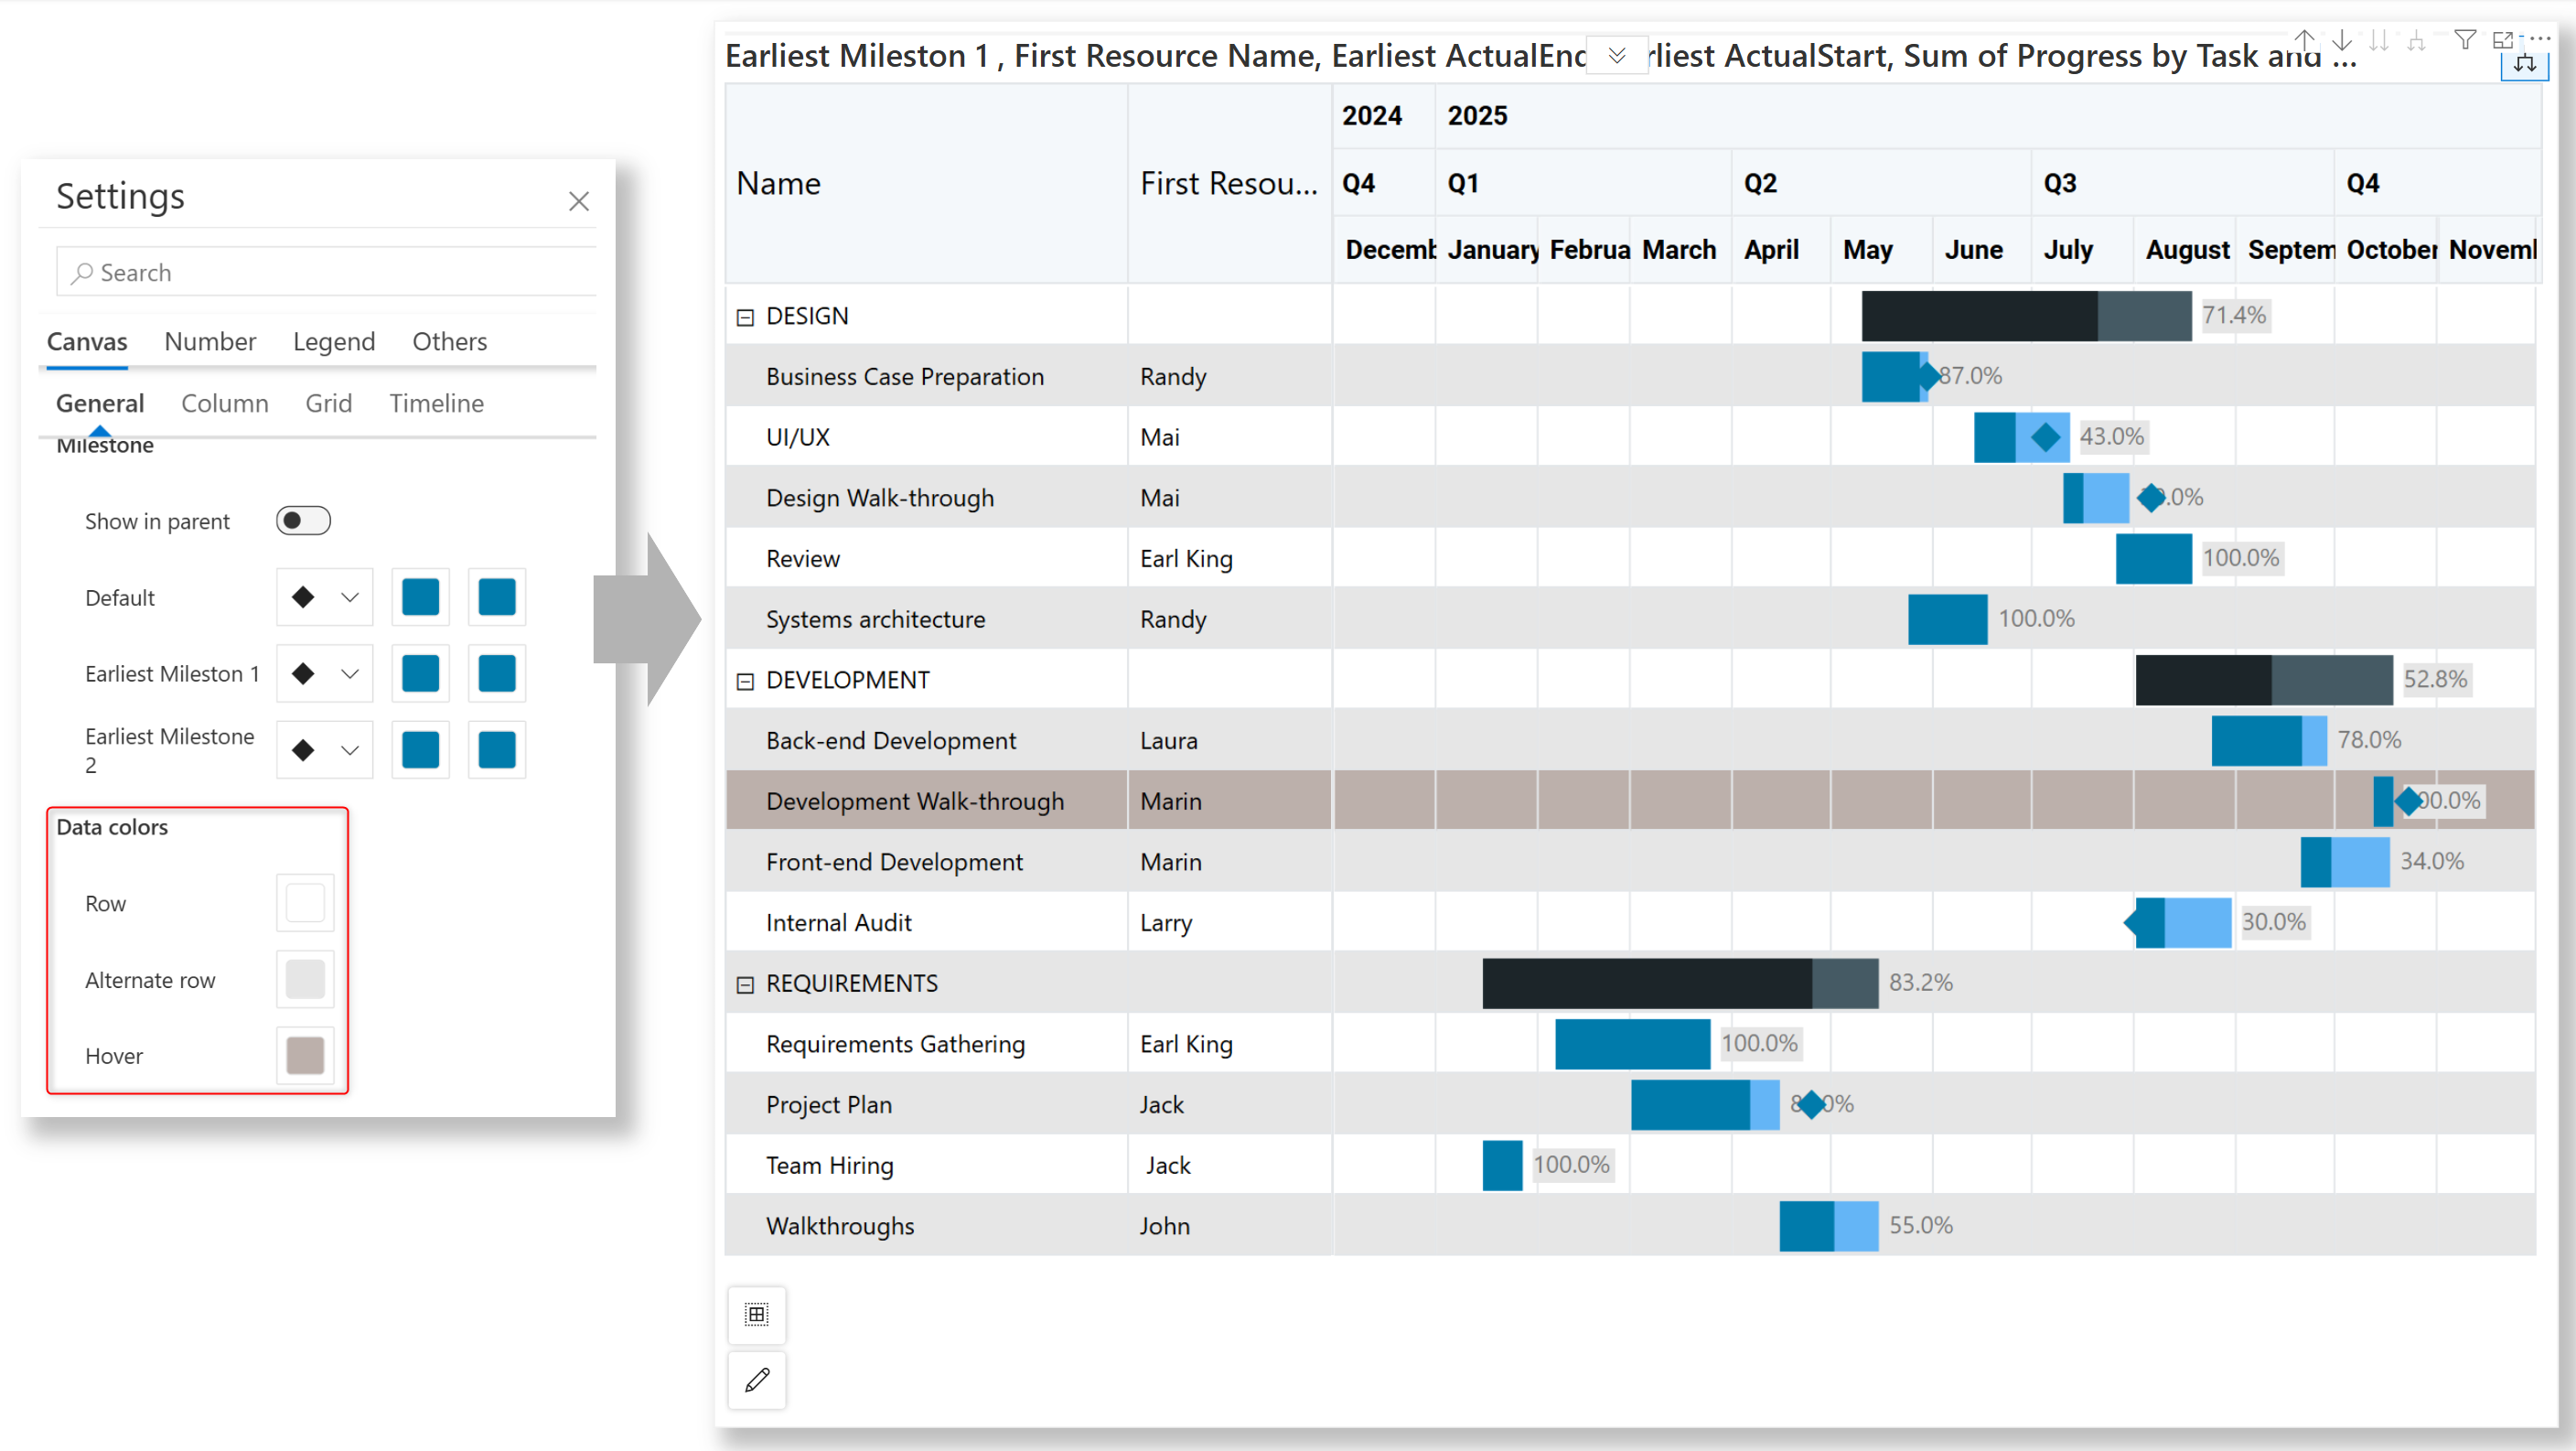 Settings
Search
Canvas Number Legend Others
General Column Grid Timeline
Milestone
Show in parent
Default
Earliest Mileston 1
Earliest Milestone
2
Data colors
Row
Alternate row
Hover
Earliest Mileston 1 , First Resource Name, Earliest ActualEnd rliest ActualStart, Sum of Progress by Task and ...
2024 2025
Name First Resou... Q4 Q1 Q2 Q3 Q4
Decemb January Februa March April May June July August Septem October Noveml
DESIGN 71.4%
Business Case Preparation Randy 87.0%
UI/UX Mai 43.0%
Design Walk-through Mai .0%
Review Earl King 100.0%
Systems architecture Randy 100.0%
DEVELOPMENT 52.8%
Back-end Development Laura 78.0%
Development Walk-through Marin 00.0%
Front-end Development Marin 34.0%
Internal Audit Larry 30.0%
REQUIREMENTS 83.2%
Requirements Gathering Earl King 100.0%
Project Plan Jack 8 0%
Team Hiring Jack 100.0%
Walkthroughs John 55.0%